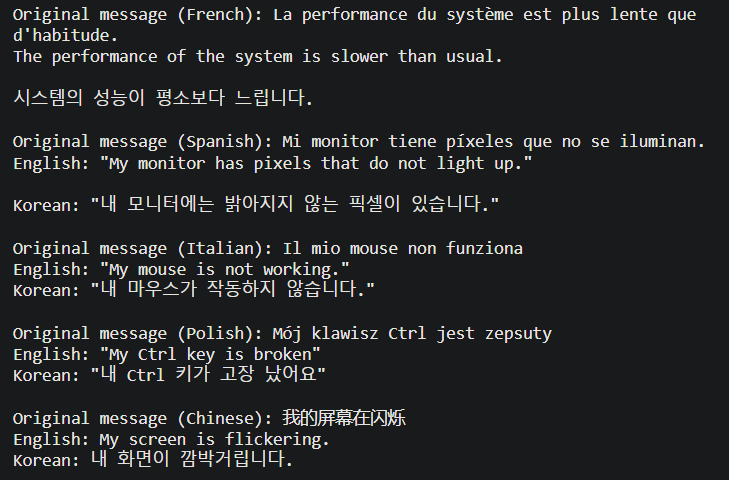 Original message (French): La performance du système est plus lente que
d'habitude.
The performance of the system is slower than usual.
시스템의 성능이 평소보다 느립니다.
Original message (Spanish): Mi monitor tiene píxeles que no se iluminan.
English: "My monitor has pixels that do not light up."
Korean: "내 모니터에는 밝아지지 않는 픽셀이 있습니다."
Original message (Italian): Il mio mouse non funziona
English: "My mouse is not working."
Korean: "내 마우스가 작동하지 않습니다."
Original message (Polish): Mój klawisz Ctrl jest zepsuty
English: "My Ctrl key is broken"
Korean: "내 Ctrl 키가 고장 났어요"
Original message (Chinese): 我的屏幕在闪烁
English: My screen is flickering.
Korean: 내 화면이 깜박거립니다.